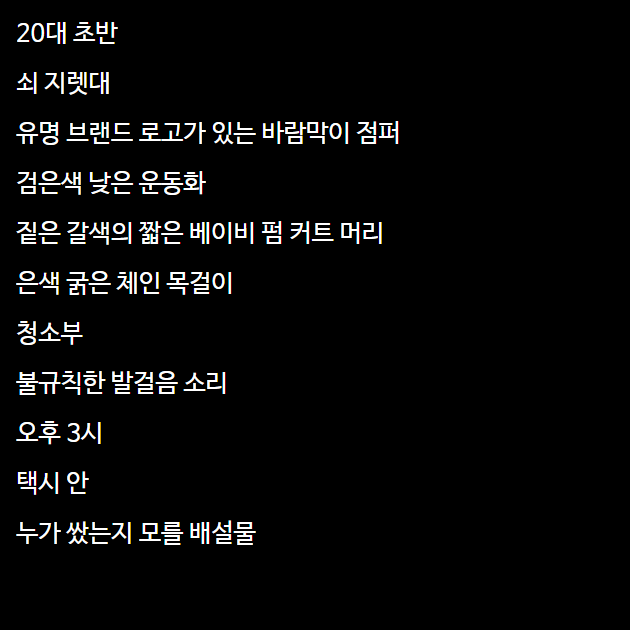 20대 초반
쇠 지렛대
유명 브랜드 로고가 있는 바람막이 점퍼
검은색 낮은 운동화
짙은 갈색의 짧은 베이비 펌 커트 머리
은색 굵은 체인 목걸이
청소부
불규칙한 발걸음 소리
오후 3시
택시 안
누가 쌌는지 모를 배설물